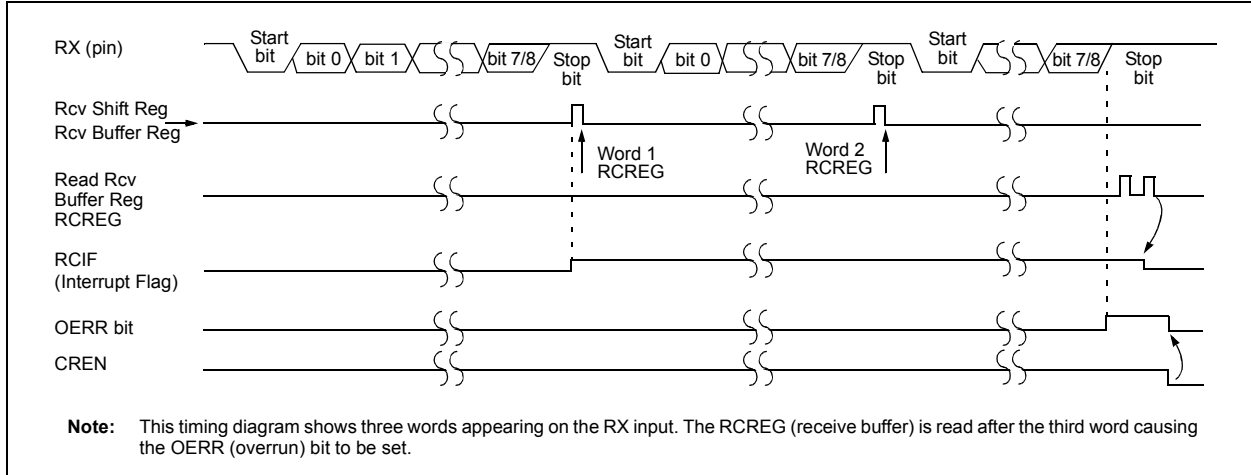 RX (pin)
Start bit
bit 0
bit 1
bit 7/8
Stop bit
Start bit
bit 0
bit 7/8
Stop bit
Start bit
bit 7/8
Stop bit
Rcv Shift Reg
Rcv Buffer Reg
Word 1
RCREG
Word 2
RCREG
Read Rcv
Buffer Reg
RCREG
RCIF
(Interrupt Flag)
OERR bit
CREN
Note: This timing diagram shows three words appearing on the RX input. The RCREG (receive buffer) is read after the third word causing
the OERR (overrun) bit to be set.